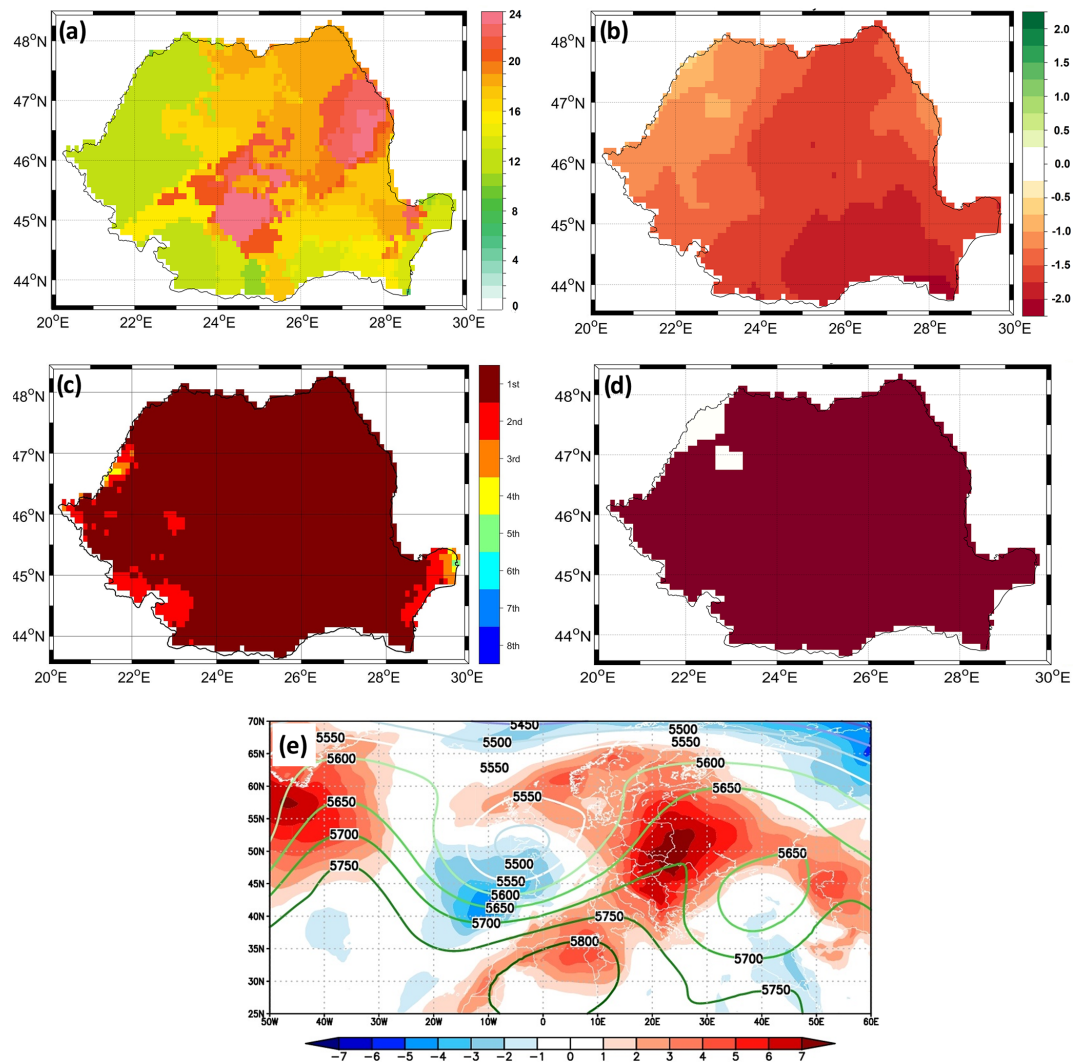 (a)
48°N
47°N
46°N
45°N
44°N
20°E 22°E 24°E 26°E 28°E 30°E
24
20
16
12
8
4
0
(b)
48°N
47°N
46°N
45°N
44°N
20°E 22°E 24°E 26°E 28°E 30°E
2.0
1.5
1.0
0.5
0.0
-0.5
-1.0
-1.5
-2.0
(c)
48°N
47°N
46°N
45°N
44°N
20°E 22°E 24°E 26°E 28°E 30°E
1st
2nd
3rd
4th
5th
6th
7th
8th
(d)
48°N
47°N
46°N
45°N
44°N
20°E 22°E 24°E 26°E 28°E 30°E
(e)
70N
65N
60N
55N
50N
45N
40N
35N
30N
25N
50W 40W 30W 20W 10W 0 10E 20E 30E 40E 50E 60E
5450
5500 5500
5550 5550
5600 5550 5600
5650 5550 5650
5700
5750 5500 5650
5550
5600
5650
5700 5750
5800 5700
5750
−7 −6 −5 −4 −3 −2 −1 0 1 2 3 4 5 6 7